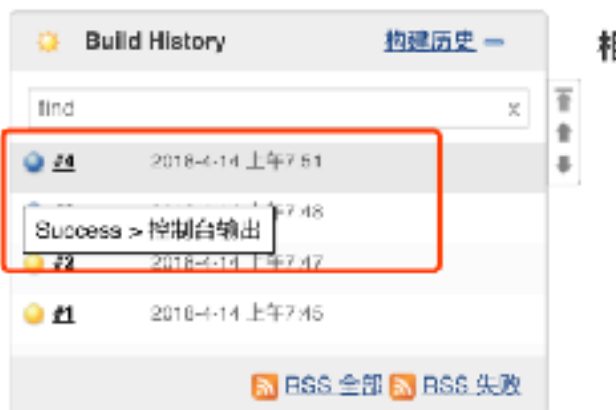 Build History 构建历史
find x
#4 2018-4-14 上午7:51
上午7:48
Success > 控制台输出
#2 2018-4-14 上午7:47
#1 2018-4-14 上午7:45
RSS 全部 RSS 失败